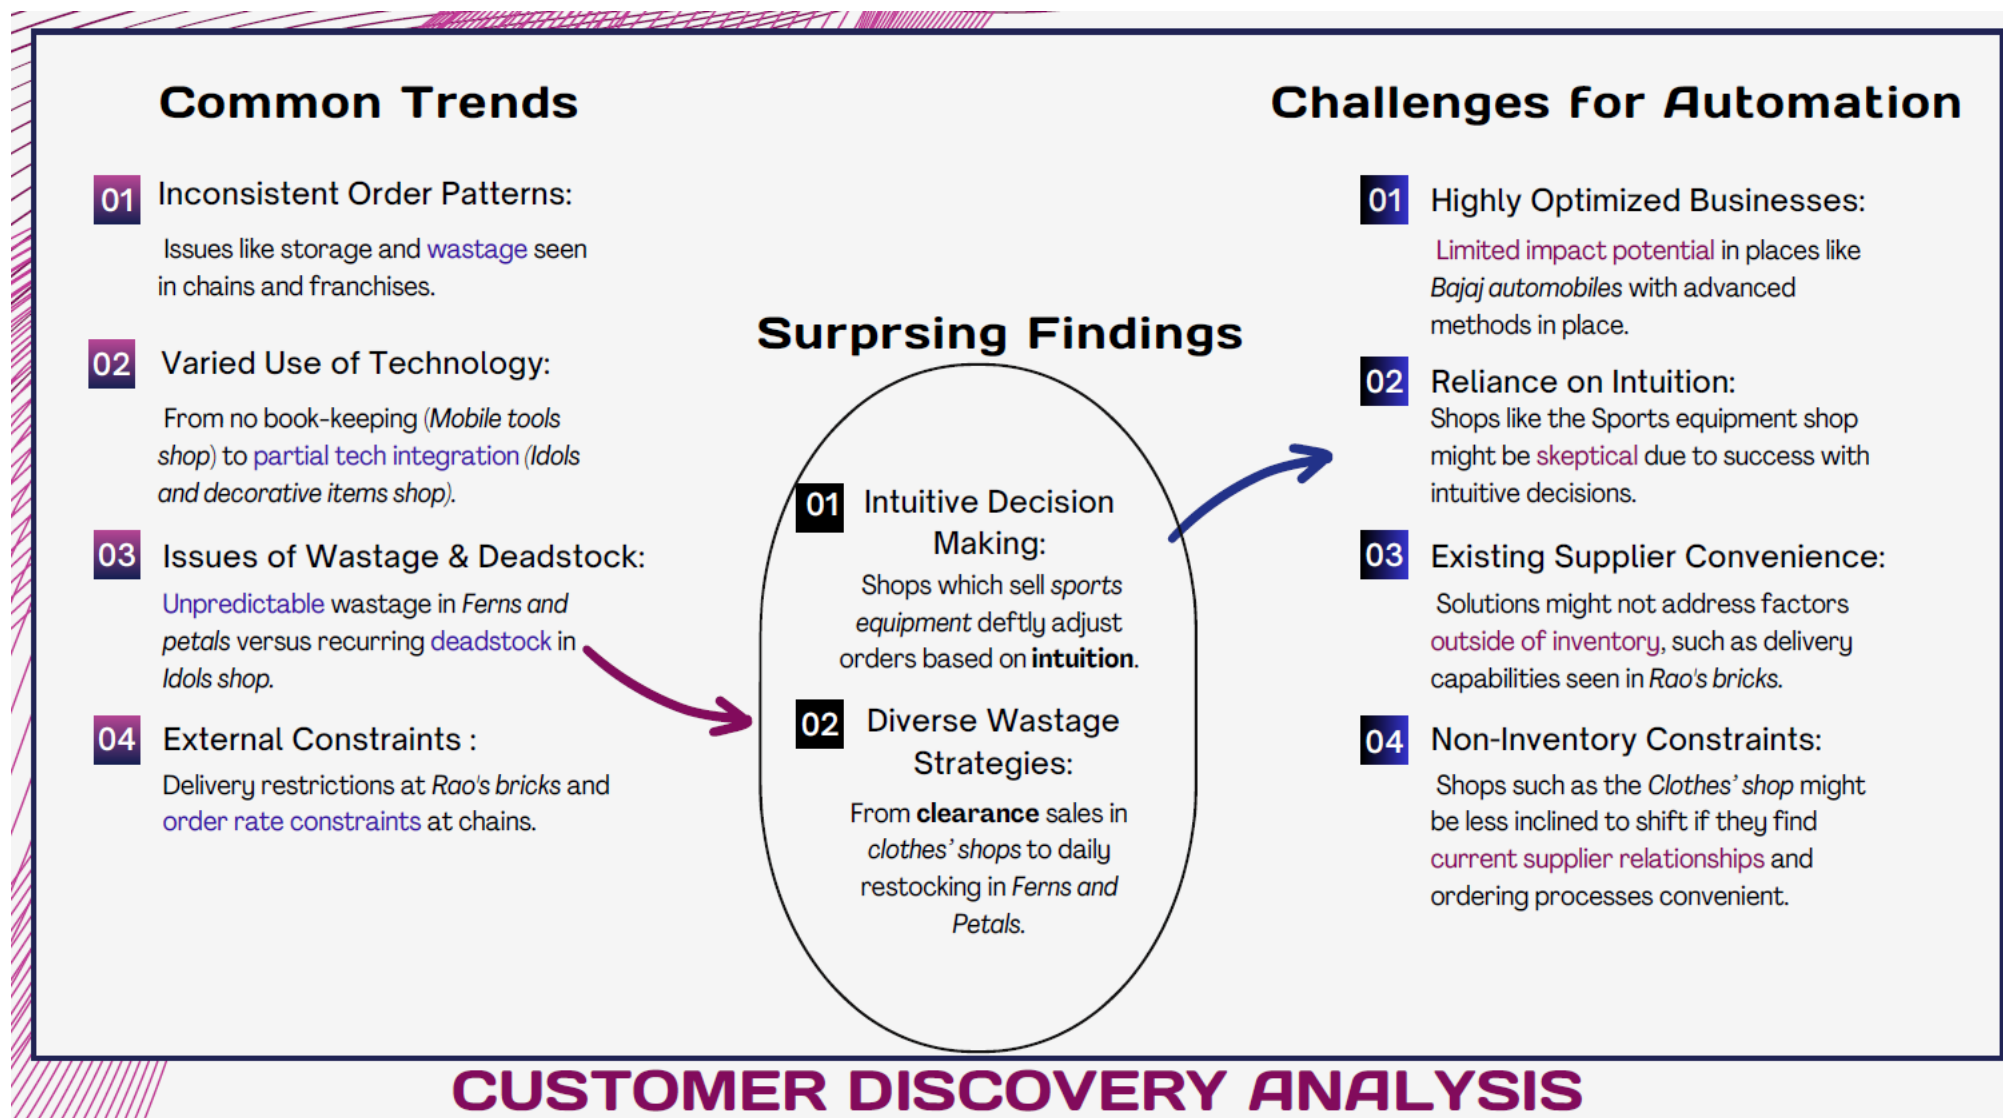 Common Trends
01
Inconsistent Order Patterns:
Issues like storage and wastage seen
in chains and franchises.
02
Varied Use of Technology:
From no book-keeping (Mobile tools
shop) to partial tech integration (Idols
and decorative items shop).
03
Issues of Wastage & Deadstock:
Unpredictable wastage in Ferns and
petals versus recurring deadstock in
Idols shop.
04
External Constraints :
Delivery restrictions at Rao's bricks and
order rate constraints at chains.
Surprsing Findings
01
Intuitive Decision
Making:
Shops which sell sports
equipment deftly adjust
orders based on intuition.
02
Diverse Wastage
Strategies:
From clearance sales in
clothes’ shops to daily
restocking in Ferns and
Petals.
Challenges for Automation
01
Highly Optimized Businesses:
Limited impact potential in places like
Bajaj automobiles with advanced
methods in place.
02
Reliance on Intuition:
Shops like the Sports equipment shop
might be skeptical due to success with
intuitive decisions.
03
Existing Supplier Convenience:
Solutions might not address factors
outside of inventory, such as delivery
capabilities seen in Rao's bricks.
04
Non-Inventory Constraints:
Shops such as the Clothes’ shop might
be less inclined to shift if they find
current supplier relationships and
ordering processes convenient.
CUSTOMER DISCOVERY ANALYSIS